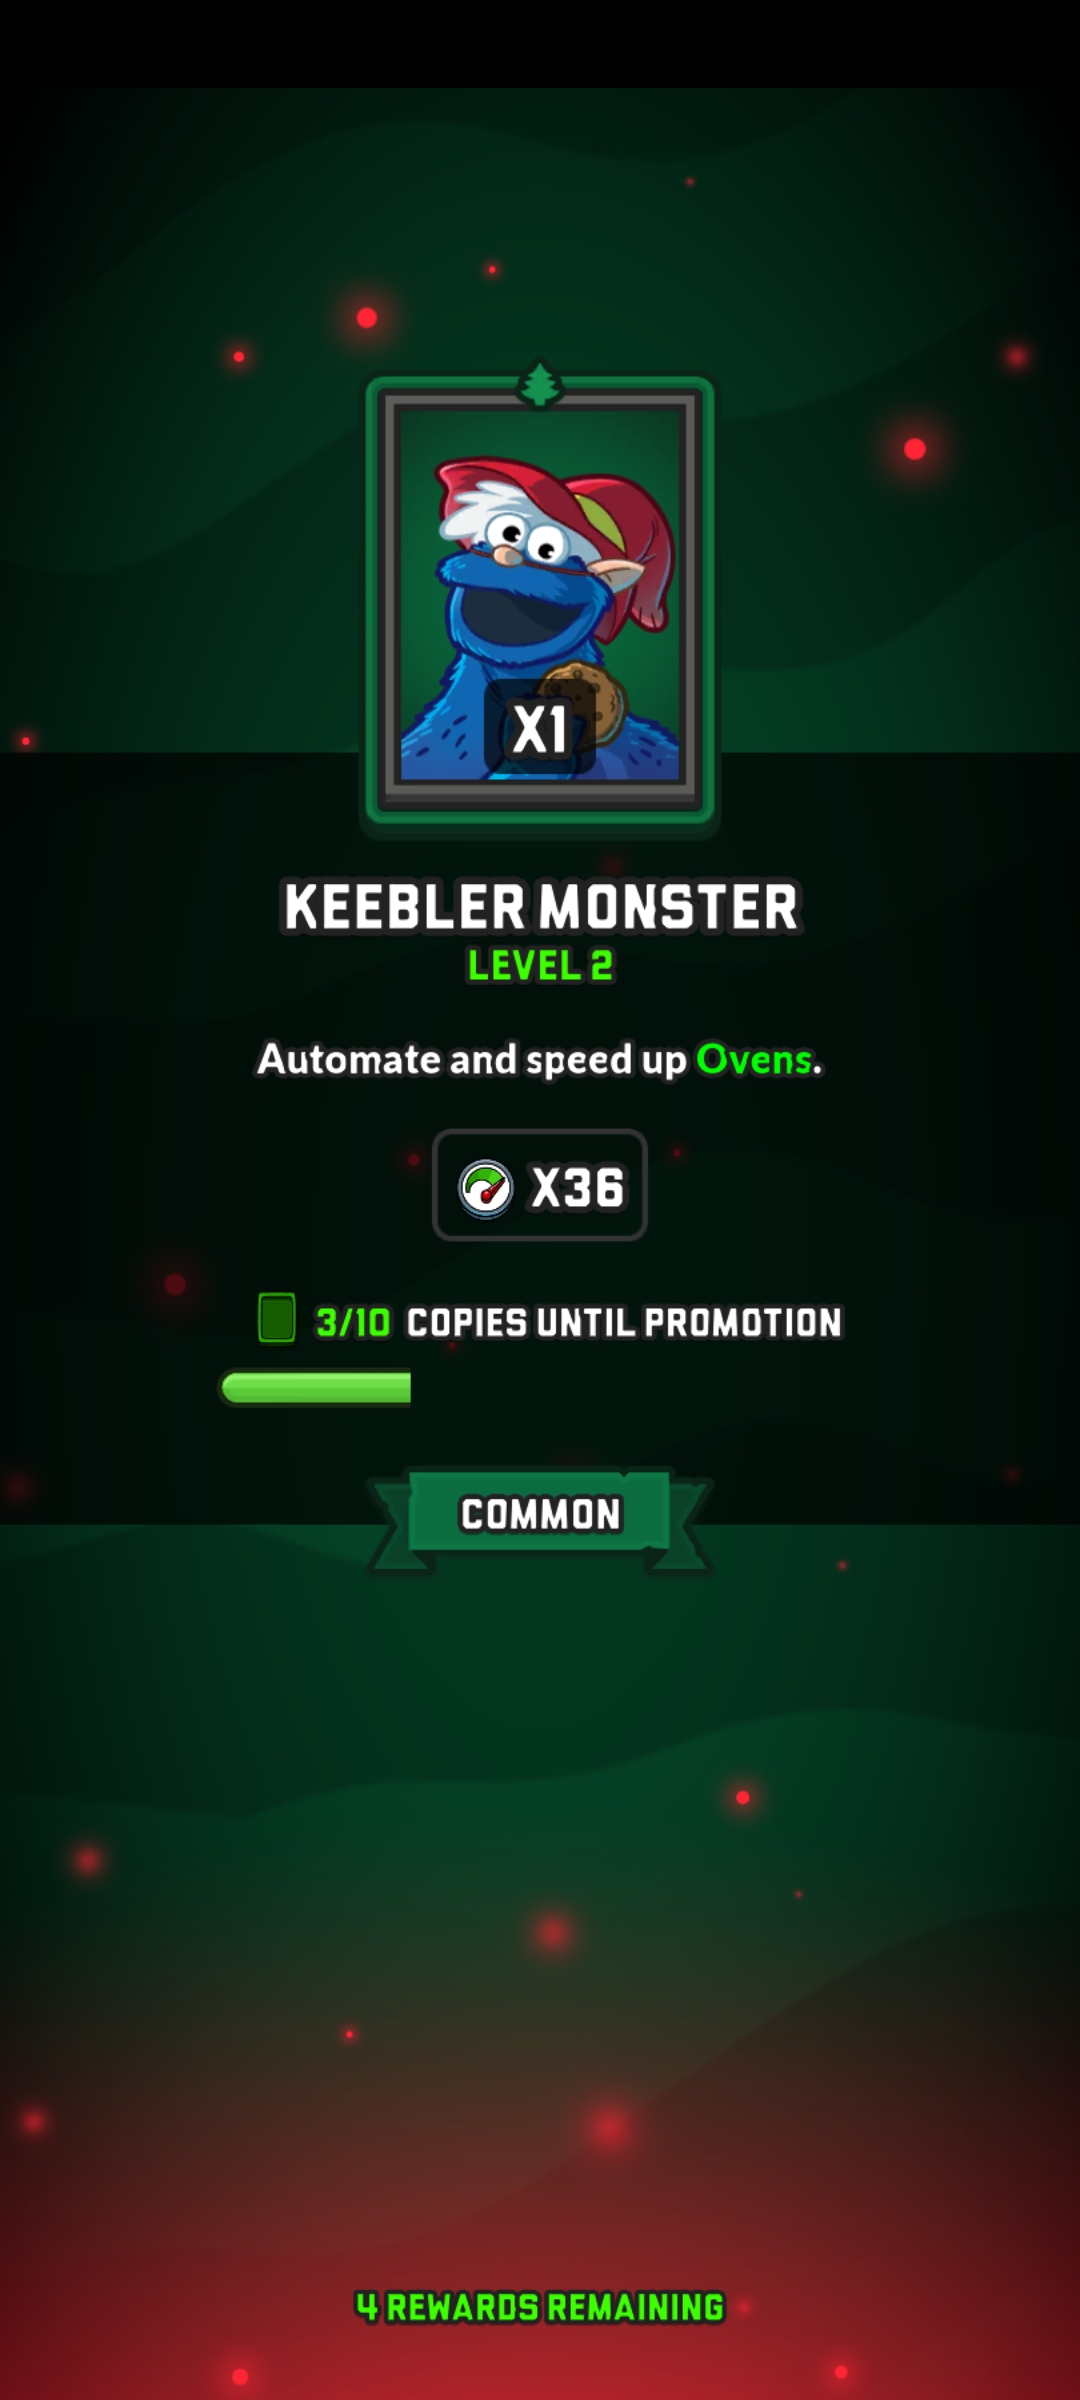 X1
KEEBLER MONSTER
LEVEL 2
Automate and speed up Ovens.
X36
3/10 COPIES UNTIL PROMOTION
COMMON
4 REWARDS REMAINING